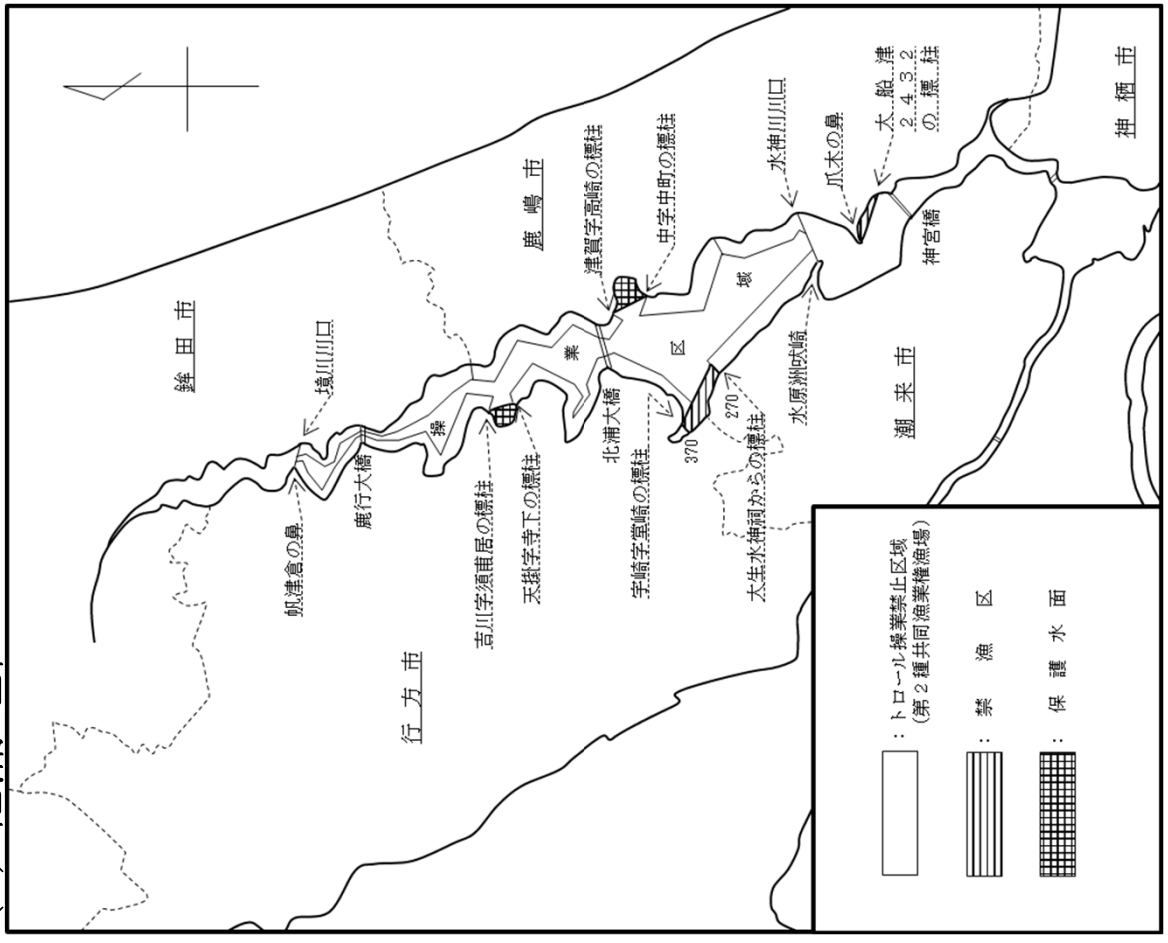 鉾田市
鹿嶋市
神栖市
潮来市
行方市
境川川口
津賀字高崎の標柱
中字中町の標柱
水神川川口
爪木の鼻
大船津
2432
の標柱
神宮橋
水原洲吠崎
北浦大橋
鹿行大橋
帆津倉の鼻
吉川字須甫居の標柱
天掛字寺下の標柱
宇崎字堂崎の標柱
大生水神祠からの標柱
370
270
操
業
区
域
:トロール操業禁止区域
(第2種共同漁業権漁場)
:禁漁区
:保護水面